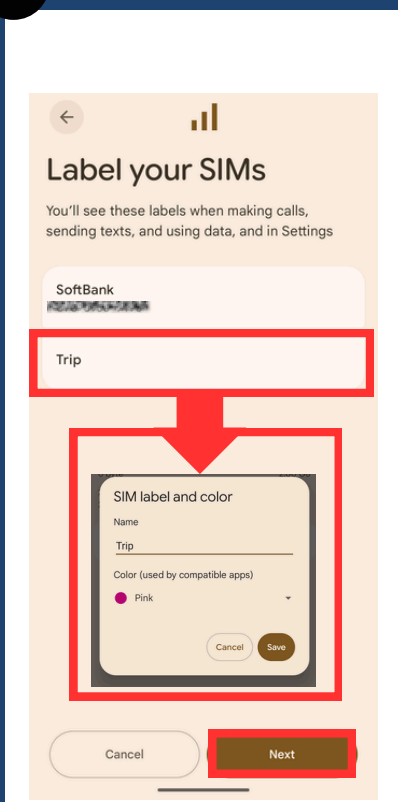 Label your SIMs
You'll see these labels when making calls,
sending texts, and using data, and in Settings
SoftBank
Trip
SIM label and color
Name
Trip
Color (used by compatible apps)
Pink
Cancel
Save
Cancel
Next